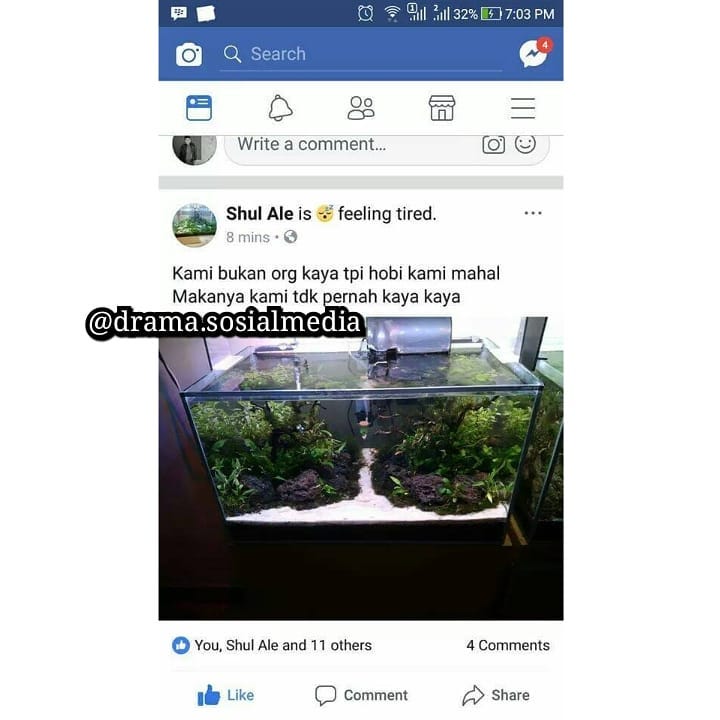 32% 7:03 PM
Search
4
Write a comment...
Shul Ale is 😴 feeling tired.
8 mins
Kami bukan org kaya tpi hobi kami mahal
Makanya kami tdk pernah kaya kaya
@drama.sosialmedia
You, Shul Ale and 11 others 4 Comments
Like Comment Share